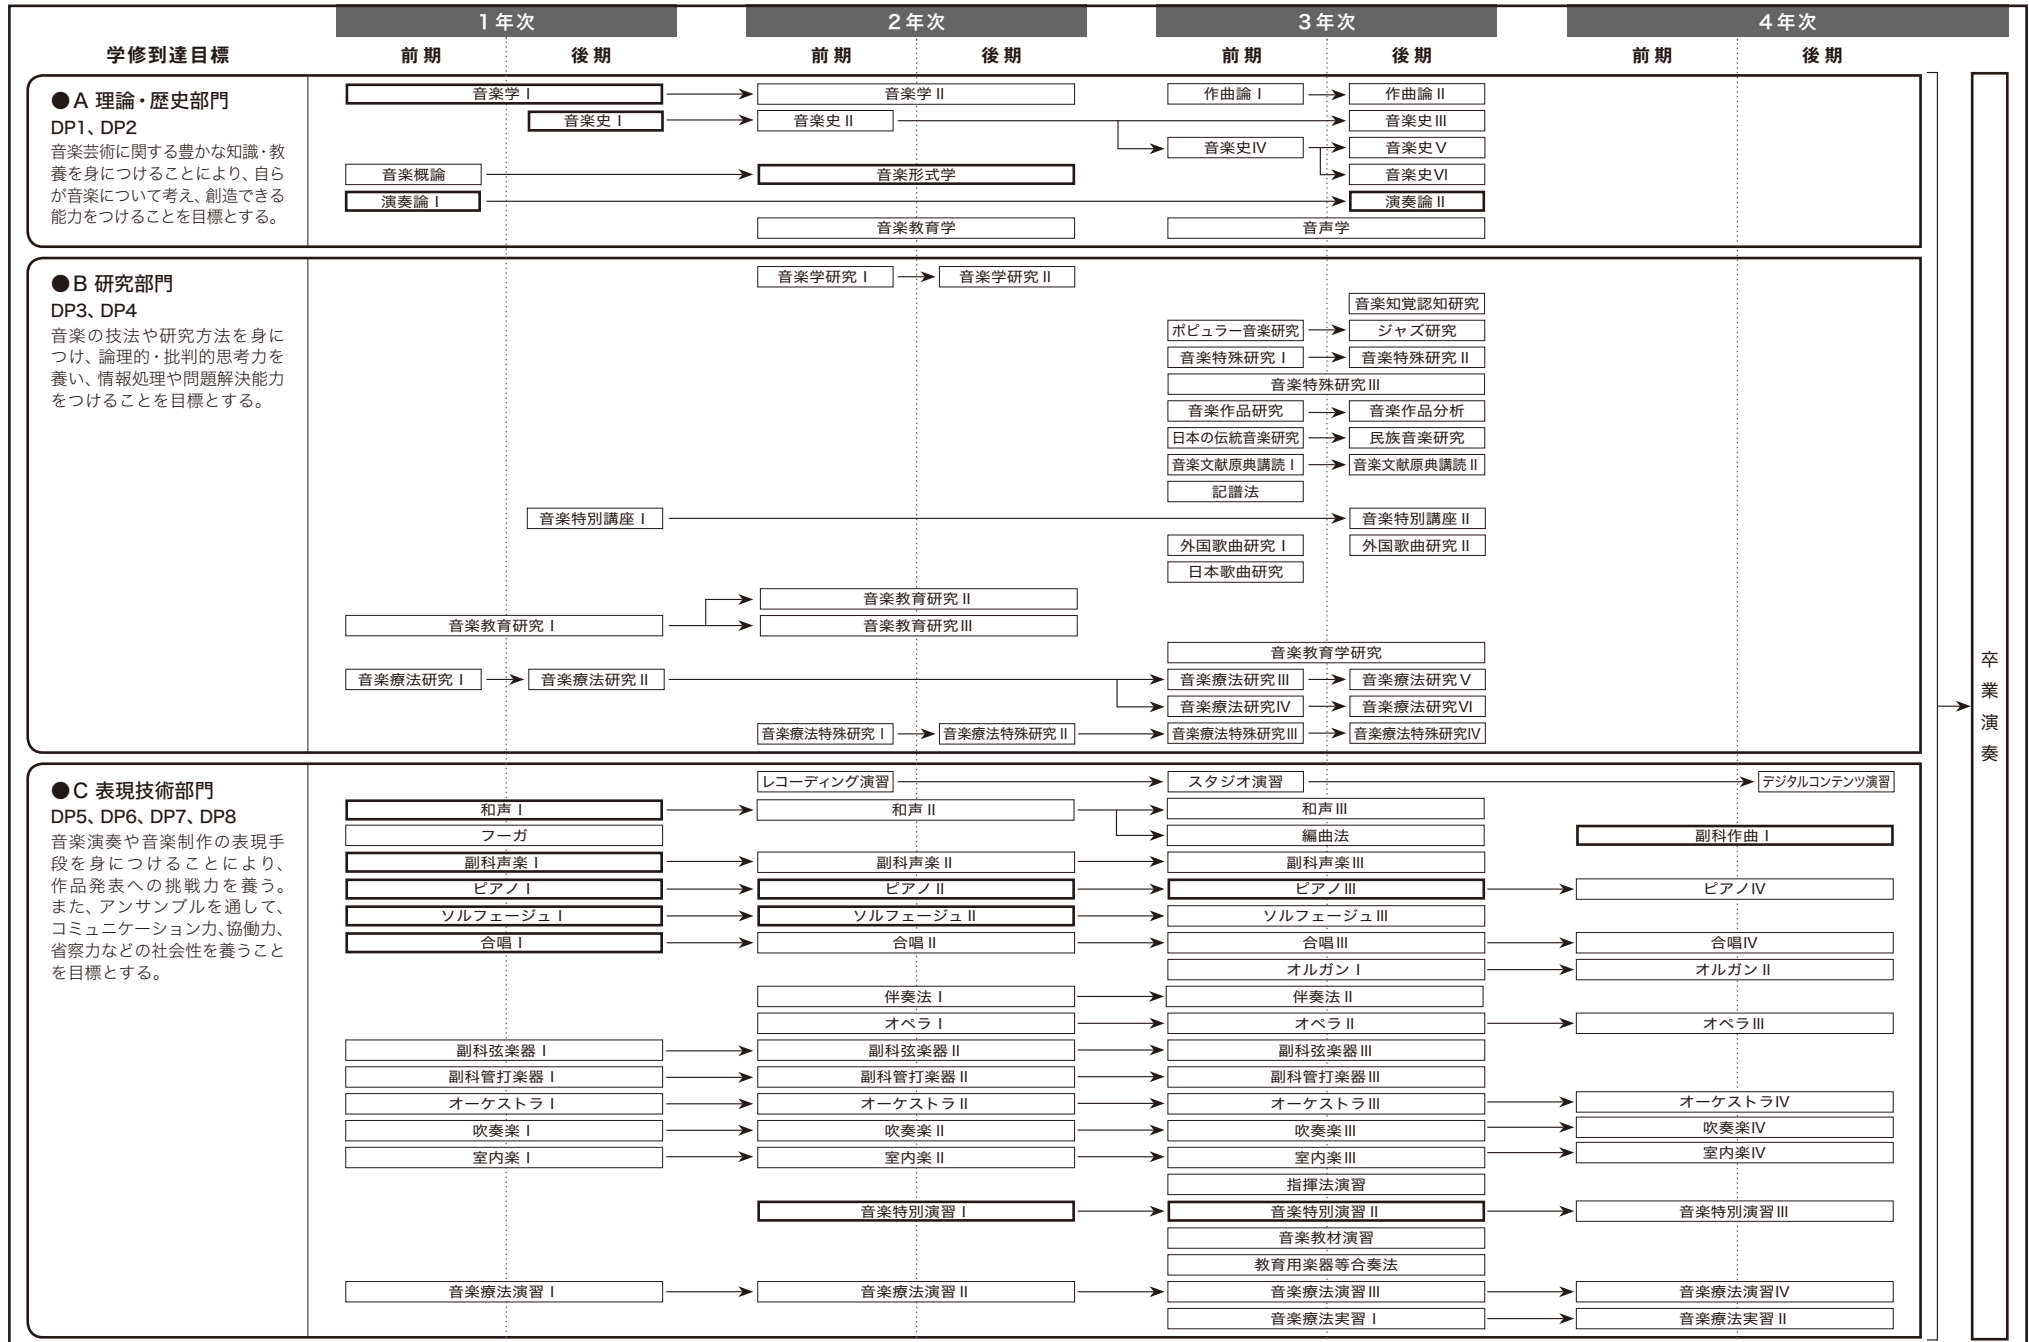 1年次 2年次 3年次 4年次
学修到達目標 前期 後期 前期 後期 前期 後期 前期 後期
●A 理論・歴史部門
DP1、DP2
音楽芸術に関する豊かな知識・教
養を身につけることにより、自ら
が音楽について考え、創造できる
能力をつけることを目標とする。
音楽学Ⅰ 音楽学Ⅱ 作曲論Ⅰ 作曲論Ⅱ
音楽史Ⅰ 音楽史Ⅱ 音楽史Ⅲ
音楽史Ⅳ 音楽史Ⅴ
音楽概論 音楽形式学 音楽史Ⅵ
演奏論Ⅰ 演奏論Ⅱ
音楽教育学 音声学
●B 研究部門
DP3、DP4
音楽の技法や研究方法を身に
つけ、論理的・批判的思考力を
養い、情報処理や問題解決能力
をつけることを目標とする。
音楽学研究Ⅰ 音楽学研究Ⅱ
音楽知覚認知研究
ポピュラー音楽研究 ジャズ研究
音楽特殊研究Ⅰ 音楽特殊研究Ⅱ
音楽特殊研究Ⅲ
音楽作品研究 音楽作品分析
日本の伝統音楽研究 民族音楽研究
音楽文献原典講読Ⅰ 音楽文献原典講読Ⅱ
記譜法
音楽特別講座Ⅰ 音楽特別講座Ⅱ
外国歌曲研究Ⅰ 外国歌曲研究Ⅱ
日本歌曲研究
音楽教育研究Ⅱ
音楽教育研究Ⅰ 音楽教育研究Ⅲ
音楽教育学研究
音楽療法研究Ⅰ 音楽療法研究Ⅱ 音楽療法研究Ⅲ 音楽療法研究Ⅴ
音楽療法研究Ⅳ 音楽療法研究Ⅵ
音楽療法特殊研究Ⅰ 音楽療法特殊研究Ⅱ 音楽療法特殊研究Ⅲ 音楽療法特殊研究Ⅳ
●C 表現技術部門
DP5、DP6、DP7、DP8
音楽演奏や音楽制作の表現手
段を身につけることにより、
作品発表への挑戦力を養う。
また、アンサンブルを通して、
コミュニケーション力、協働力、
省察力などの社会性を養うこと
を目標とする。
レコーディング演習 スタジオ演習 デジタルコンテンツ演習
和声Ⅰ 和声Ⅱ 和声Ⅲ
フーガ 編曲法 副科作曲Ⅰ
副科声楽Ⅰ 副科声楽Ⅱ 副科声楽Ⅲ
ピアノⅠ ピアノⅡ ピアノⅢ ピアノⅣ
ソルフェージュⅠ ソルフェージュⅡ ソルフェージュⅢ
合唱Ⅰ 合唱Ⅱ 合唱Ⅲ 合唱Ⅳ
オルガンⅠ オルガンⅡ
伴奏法Ⅰ 伴奏法Ⅱ
オペラⅠ オペラⅡ オペラⅢ
副科弦楽器Ⅰ 副科弦楽器Ⅱ 副科弦楽器Ⅲ
副科管打楽器Ⅰ 副科管打楽器Ⅱ 副科管打楽器Ⅲ
オーケストラⅠ オーケストラⅡ オーケストラⅢ オーケストラⅣ
吹奏楽Ⅰ 吹奏楽Ⅱ 吹奏楽Ⅲ 吹奏楽Ⅳ
室内楽Ⅰ 室内楽Ⅱ 室内楽Ⅲ 室内楽Ⅳ
指揮法演習
音楽特別演習Ⅰ 音楽特別演習Ⅱ 音楽特別演習Ⅲ
音楽教材演習
教育用楽器等合奏法
音楽療法演習Ⅰ 音楽療法演習Ⅱ 音楽療法演習Ⅲ 音楽療法演習Ⅳ
音楽療法実習Ⅰ 音楽療法実習Ⅱ
卒業演奏